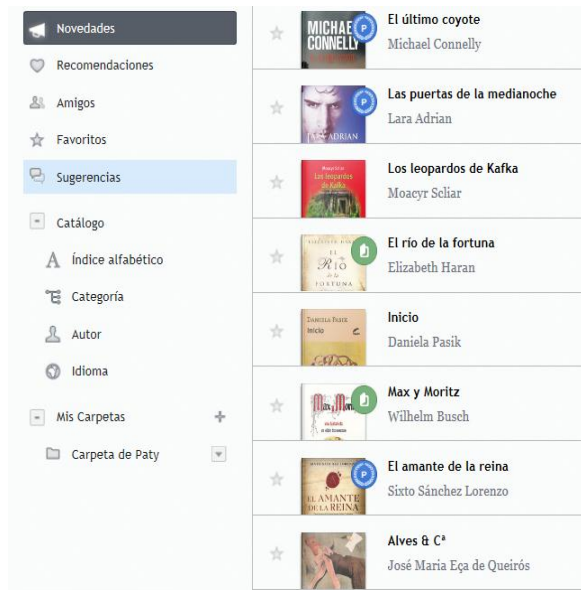 Novedades
Recomendaciones
Amigos
Favoritos
Sugerencias
Catálogo
A Índice alfabético
Categoría
Autor
Idioma
Mis Carpetas
Carpeta de Paty
MICHAEL
CONNELLY
P
El último coyote
Michael Connelly
P
LARA ADRIAN
Las puertas de la medianoche
Lara Adrian
Moacyr Scliar
Los leopardos
de Kafka
Los leopardos de Kafka
Moacyr Scliar
ELIZABETH HARAN
EL
RÍO
de la
FORTUNA
El río de la fortuna
Elizabeth Haran
DANIELA PASIK
Inicio
Inicio
Daniela Pasik
Max y Moritz
Max y Moritz
Wilhelm Busch
P
EL AMANTE
DE LA REINA
El amante de la reina
Sixto Sánchez Lorenzo
Alves & Cª
José Maria Eça de Queirós